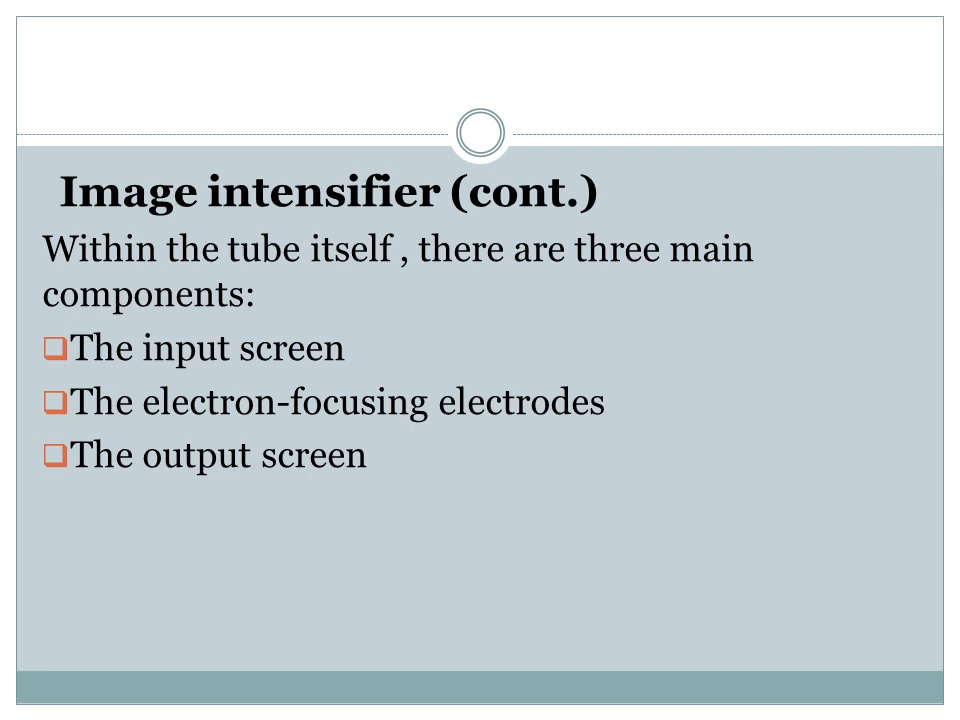 Image intensifier (cont.)
Within the tube itself , there are three main
components:
❑The input screen
❑The electron-focusing electrodes
❑The output screen